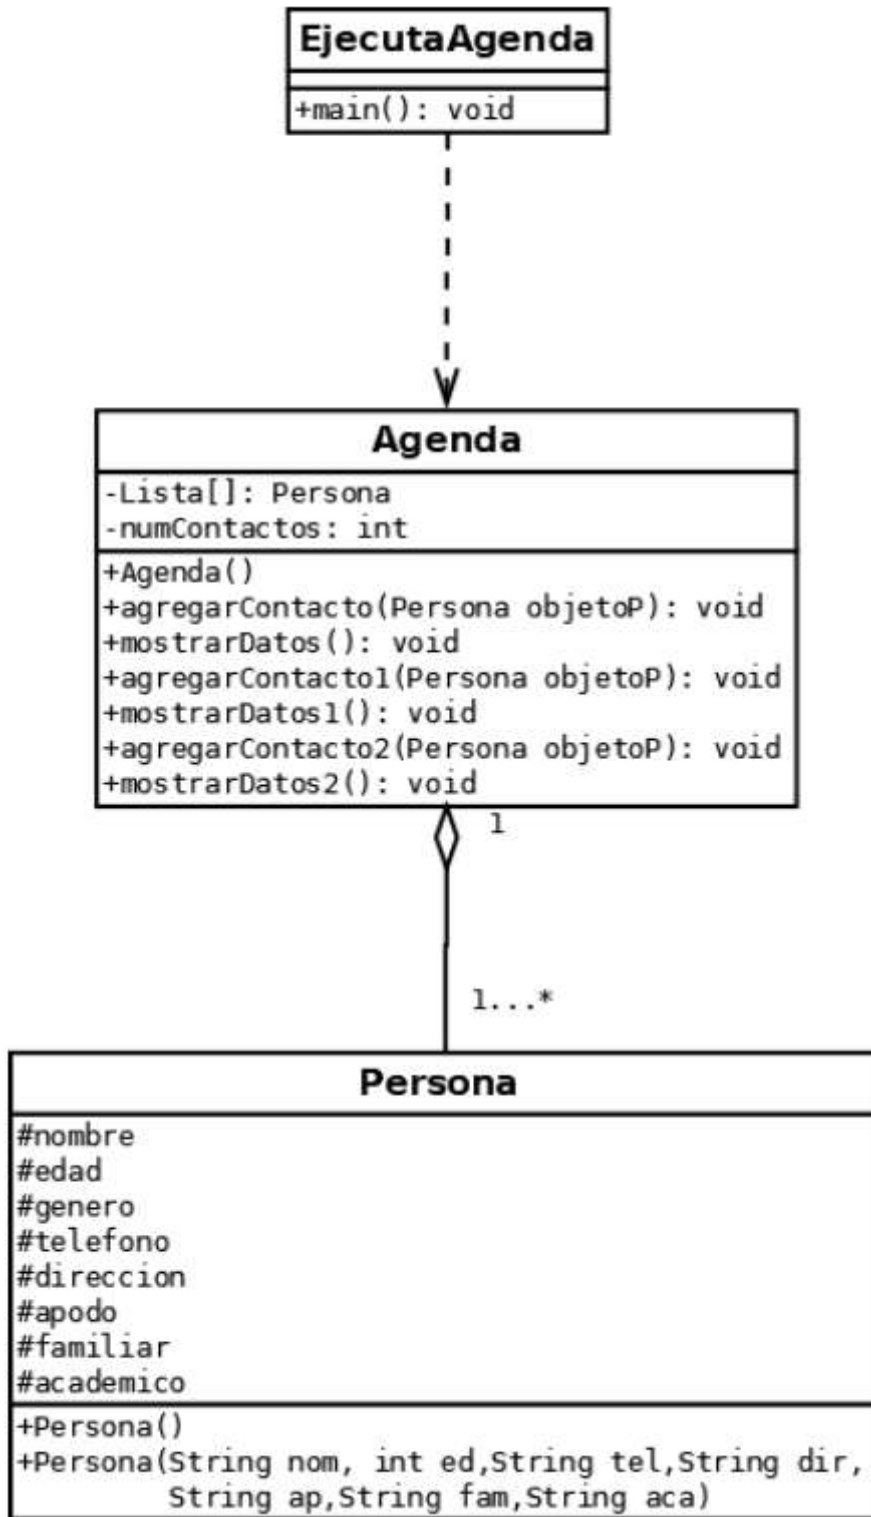 EjecutaAgenda
+main(): void
Agenda
-Lista[]: Persona
-numContactos: int
+Agenda()
+agregarContacto(Persona objetoP): void
+mostrarDatos(): void
+agregarContacto1(Persona objetoP): void
+mostrarDatos1(): void
+agregarContacto2(Persona objetoP): void
+mostrarDatos2(): void
1
1...*
Persona
#nombre
#edad
#genero
#telefono
#direccion
#apodo
#familiar
#academico
+Persona()
+Persona(String nom, int ed,String tel,String dir,
String ap,String fam,String aca)